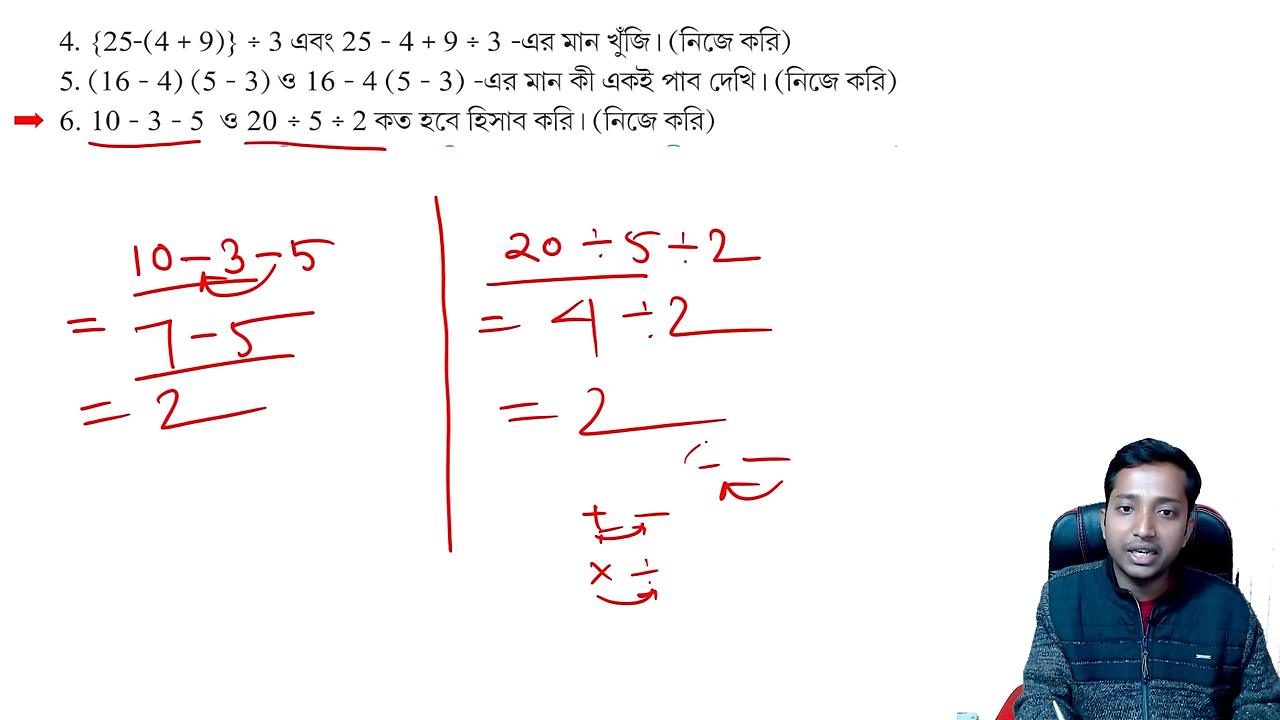 4. {25-(4 + 9)} ÷ 3 এবং 25 - 4 + 9 ÷ 3 -এর মান খুঁজি। (নিজে করি)
5. (16 - 4) (5 - 3) ও 16 - 4 (5 - 3) -এর মান কী একই পাব দেখি। (নিজে করি)
6. 10 - 3 - 5 ও 20 ÷ 5 ÷ 2 কত হবে হিসাব করি। (নিজে করি)
10 - 3 - 5
= 7 - 5
= 2
20 ÷ 5 ÷ 2
= 4 ÷ 2
= 2
+ -
× ÷